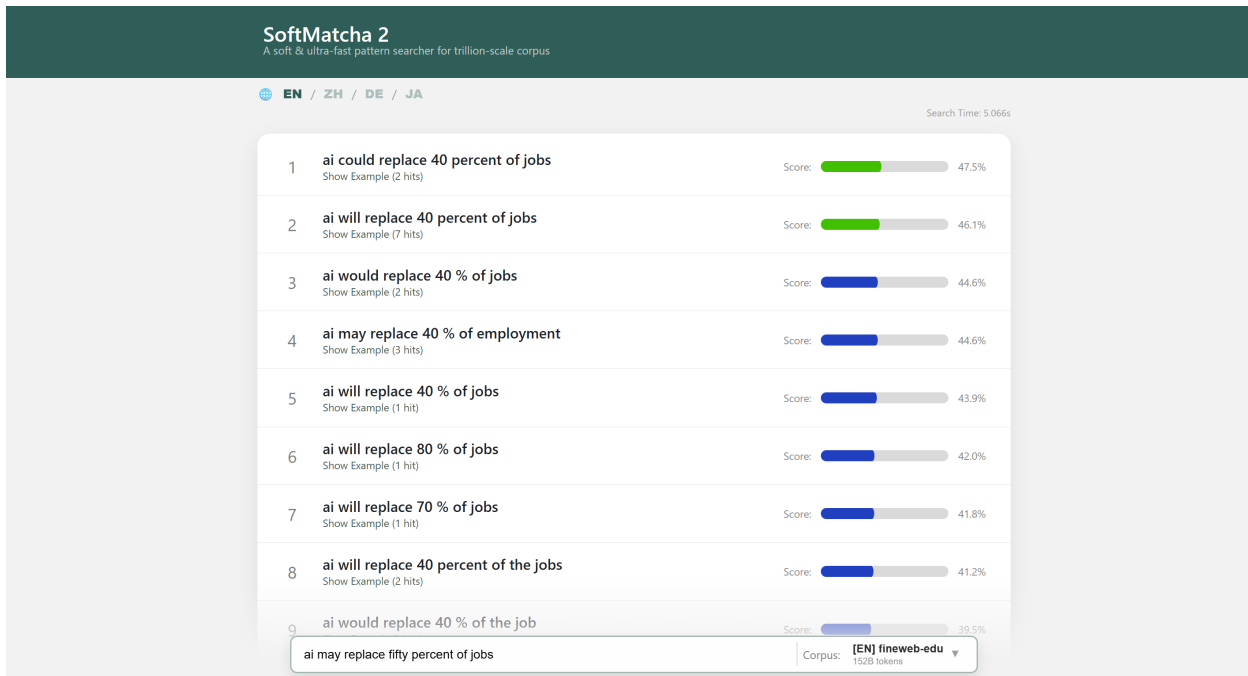 SoftMatcha 2
A soft & ultra-fast pattern searcher for trillion-scale corpus
EN / ZH / DE / JA
Search Time: 5.066s
1 ai could replace 40 percent of jobs Score: 47.5%
Show Example (2 hits)
2 ai will replace 40 percent of jobs Score: 46.1%
Show Example (7 hits)
3 ai would replace 40 % of jobs Score: 44.6%
Show Example (2 hits)
4 ai may replace 40 % of employment Score: 44.6%
Show Example (3 hits)
5 ai will replace 40 % of jobs Score: 43.9%
Show Example (1 hit)
6 ai will replace 80 % of jobs Score: 42.0%
Show Example (1 hit)
7 ai will replace 70 % of jobs Score: 41.8%
Show Example (1 hit)
8 ai will replace 40 percent of the jobs Score: 41.2%
Show Example (2 hits)
9 ai would replace 40 % of the job Score: 39.5%
ai may replace fifty percent of jobs Corpus: [EN] fineweb-edu ▼
152B tokens